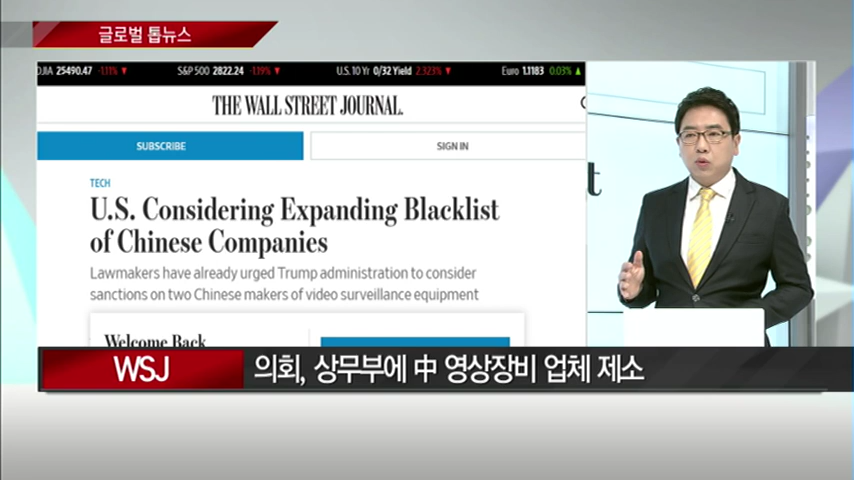 글로벌 톱뉴스
DJIA 25490.47 -1.11% ▼ S&P 500 2822.24 -1.19% ▼ U.S. 10 Yr 0/32 Yield 2.323% ▼ Euro 1.1183 0.03% ▲
THE WALL STREET JOURNAL.
SUBSCRIBE SIGN IN
TECH
U.S. Considering Expanding Blacklist
of Chinese Companies
Lawmakers have already urged Trump administration to consider
sanctions on two Chinese makers of video surveillance equipment
Welcome Back
WSJ 의회, 상무부에 中 영상장비 업체 제소